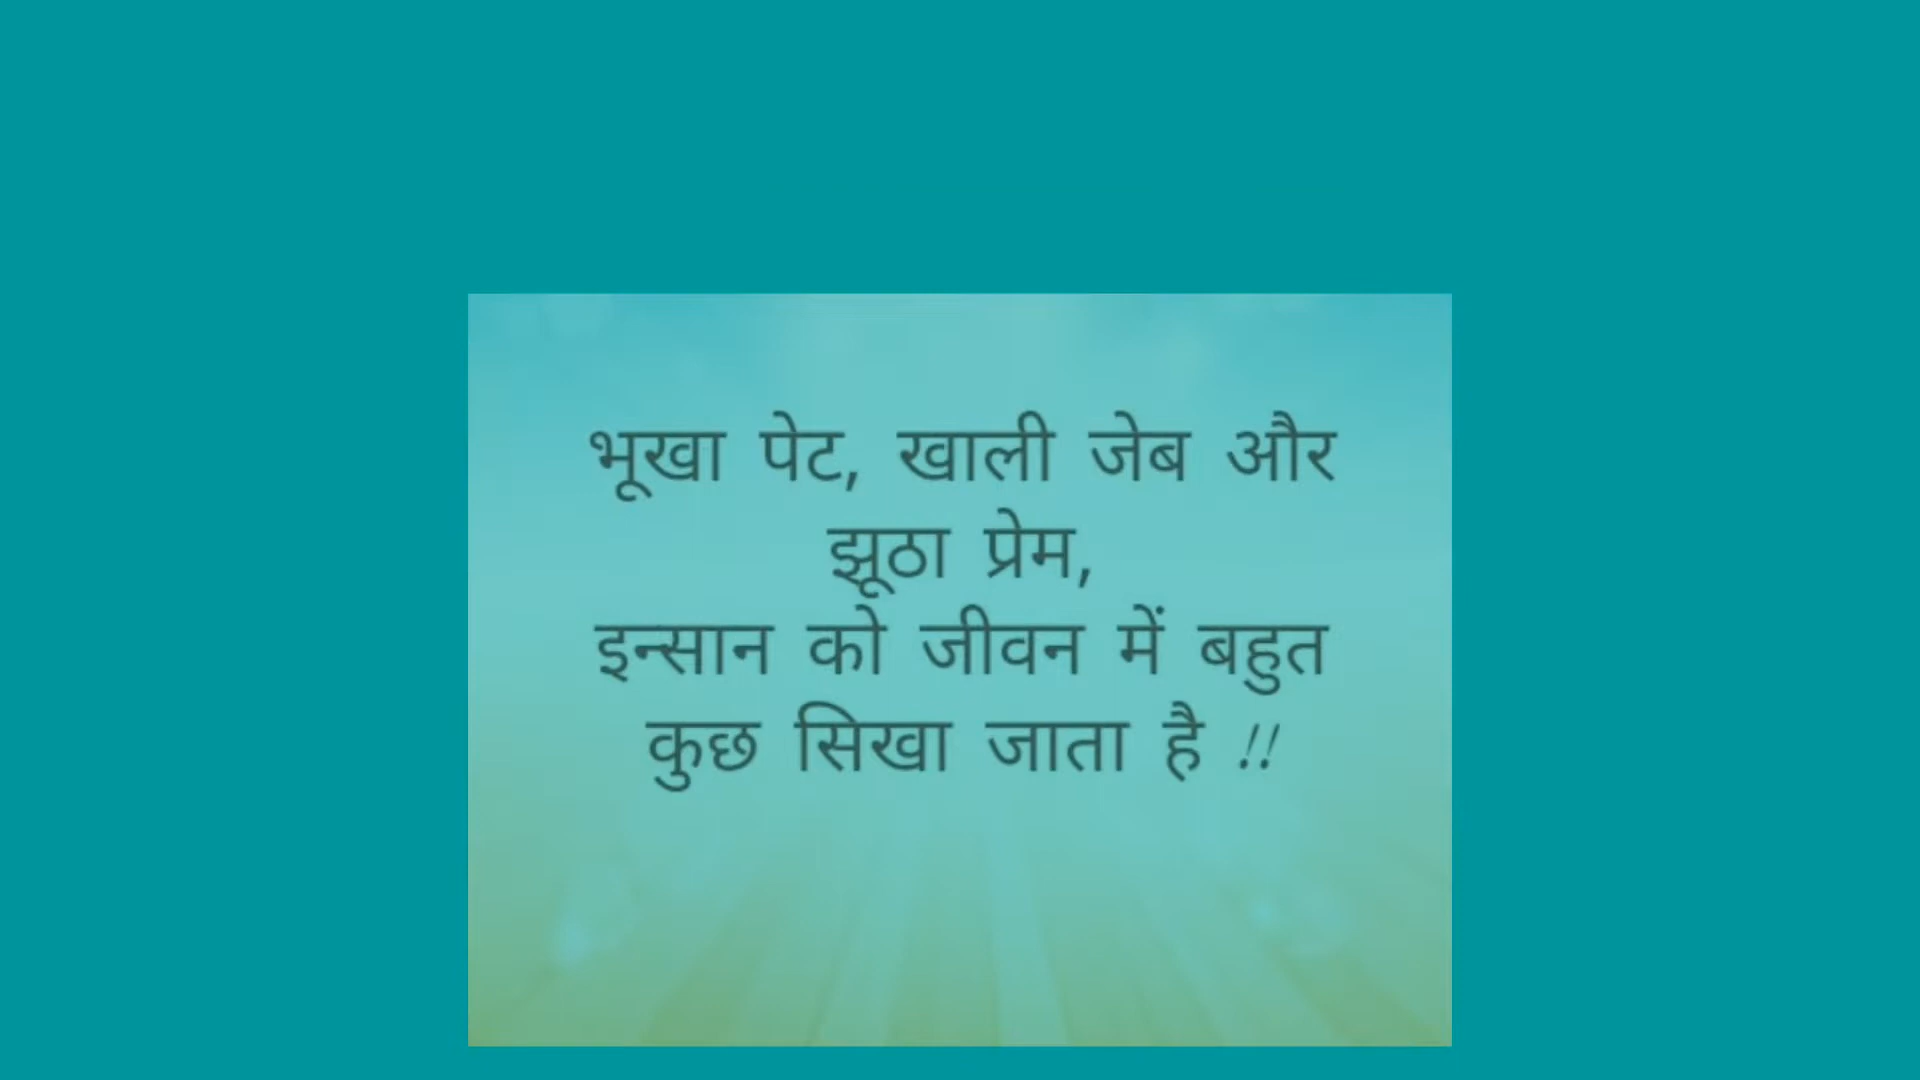 भूखा पेट, खाली जेब और
झूठा प्रेम,
इन्सान को जीवन में बहुत
कुछ सिखा जाता है !!